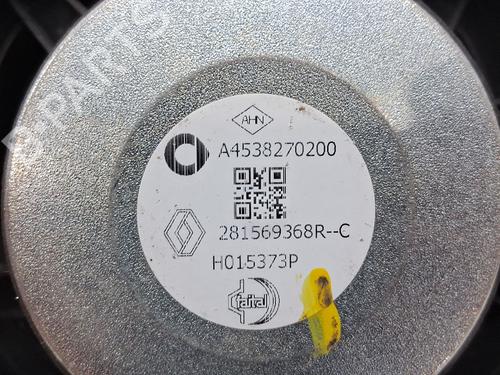 B-PARTS
AHN
A4538270200
281569368R--C
H015373P
faital